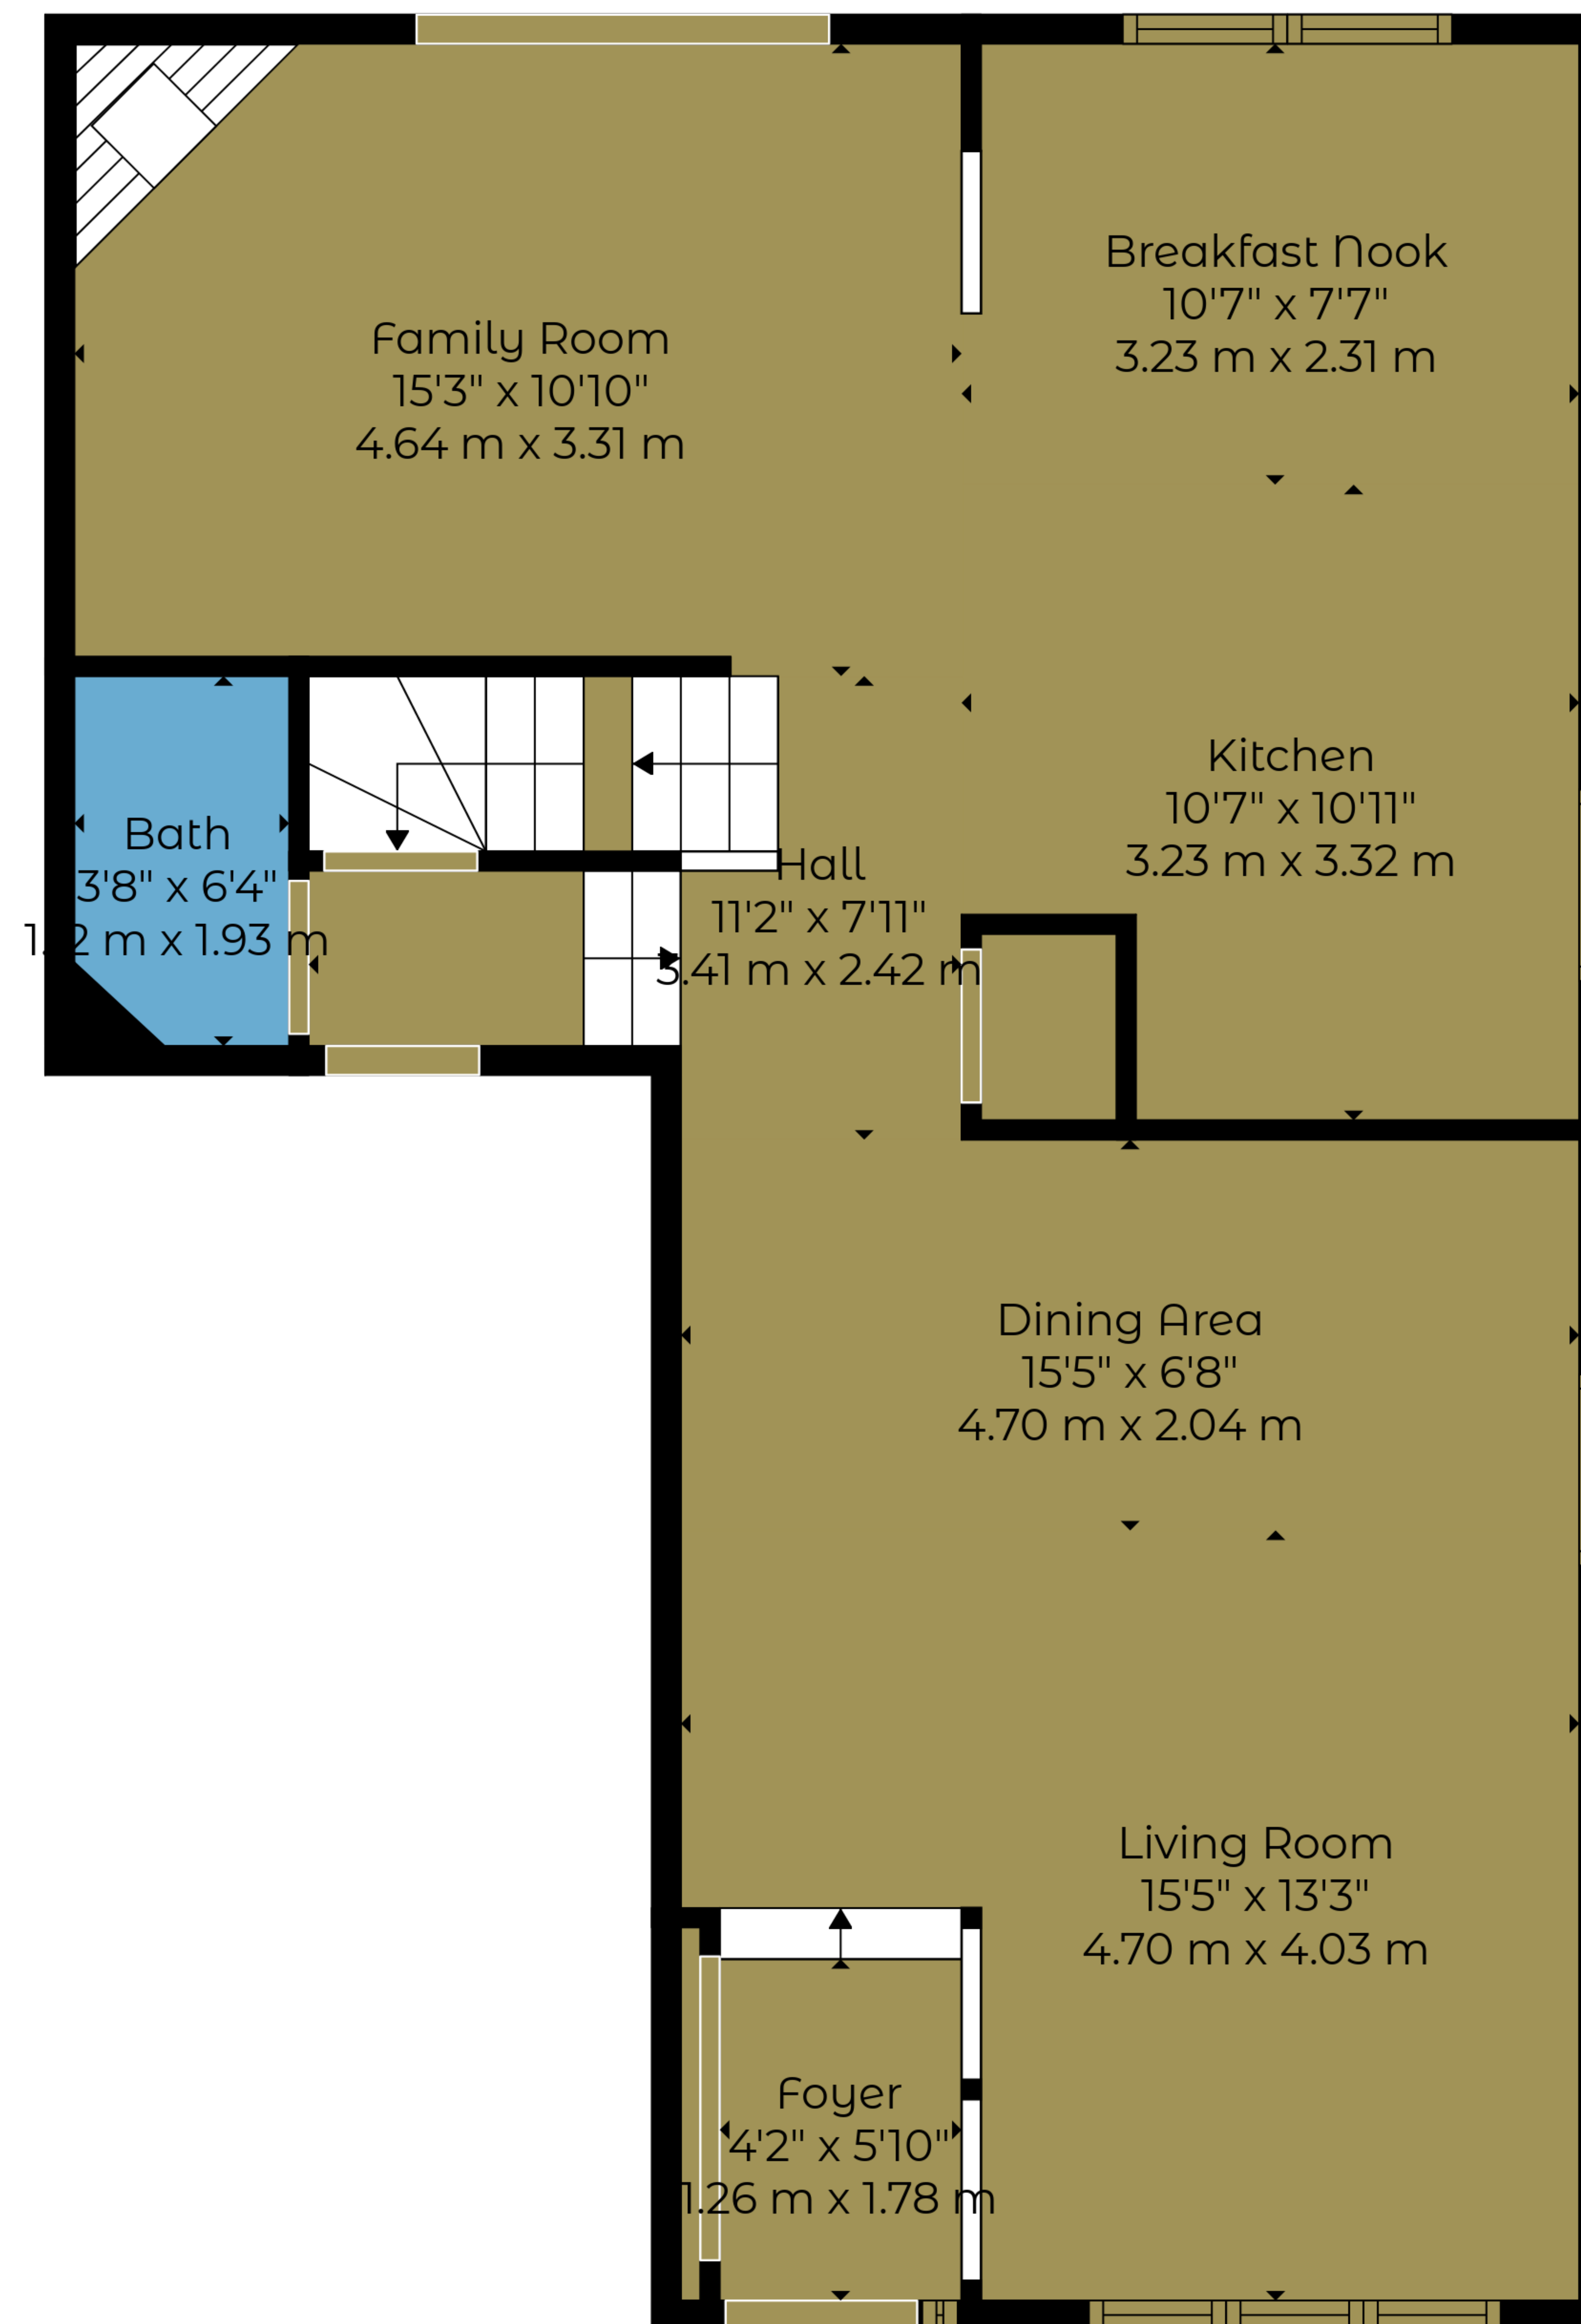 Breakfast Nook
10'7" x 7'7"
3.23 m x 2.31 m
Family Room
15'3" x 10'10"
4.64 m x 3.31 m
Kitchen
10'7" x 10'11"
3.23 m x 3.32 m
Bath
3'8" x 6'4"
m x 1.93 m
Hall
11'2" x 7'11"
3.41 m x 2.42 m
Dining Area
15'5" x 6'8"
4.70 m x 2.04 m
Living Room
15'5" x 13'3"
4.70 m x 4.03 m
Foyer
4'2" x 5'10"
1.26 m x 1.78 m